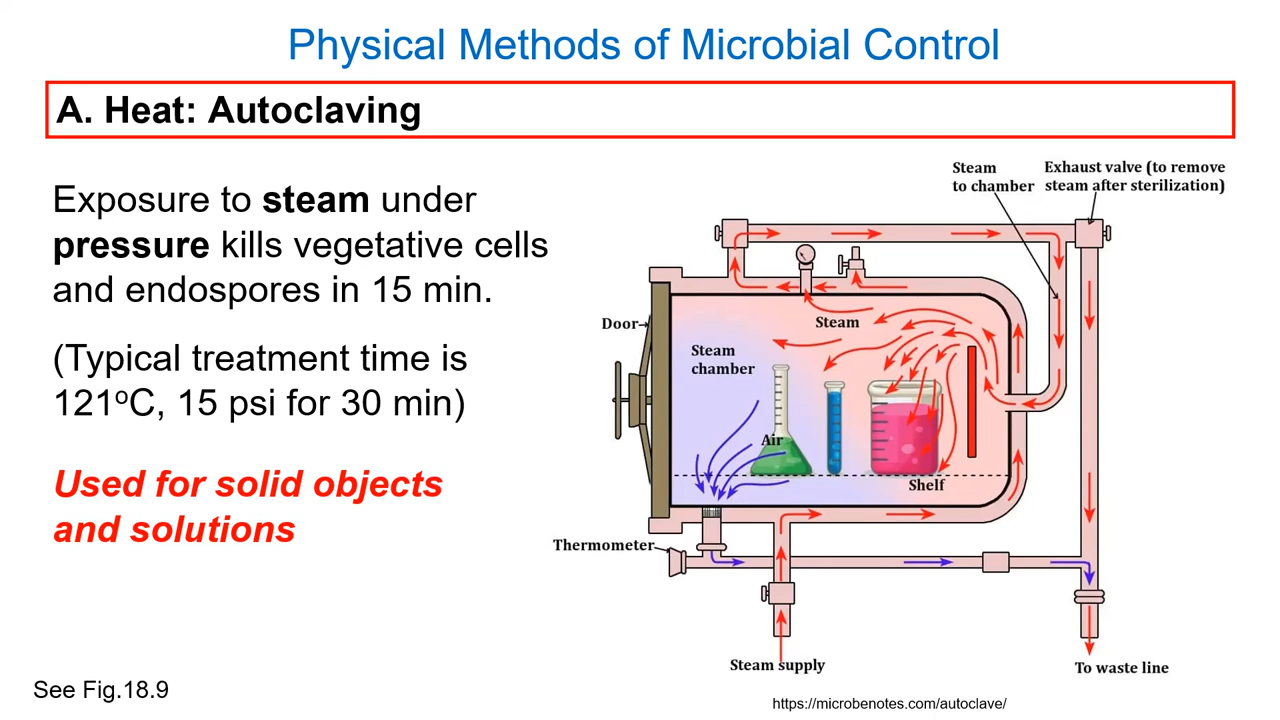 Physical Methods of Microbial Control
A. Heat: Autoclaving
Exposure to steam under
pressure kills vegetative cells
and endospores in 15 min.
(Typical treatment time is
121ºC, 15 psi for 30 min)
Used for solid objects
and solutions
See Fig.18.9
Steam
to chamber
Exhaust valve (to remove
steam after sterilization)
Door
Steam
Steam
chamber
Air
Shelf
Thermometer
Steam supply
To waste line
https://microbenotes.com/autoclave/